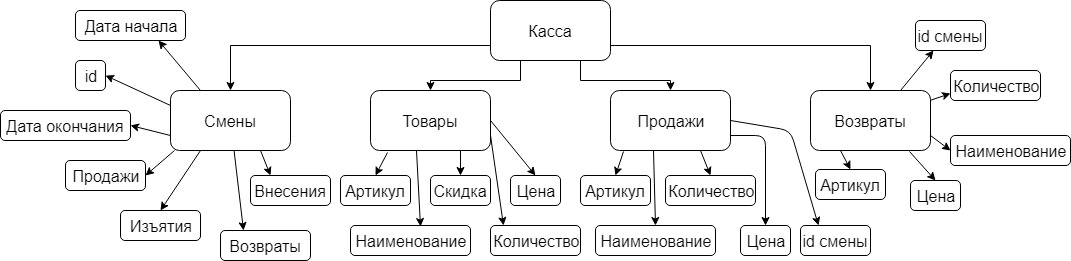 Касса
Смены
Товары
Продажи
Возвраты
Дата начала
id
Дата окончания
Продажи
Изъятия
Возвраты
Внесения
Артикул
Наименование
Скидка
Количество
Цена
Артикул
Наименование
Количество
Цена
id смены
id смены
Количество
Наименование
Артикул
Цена